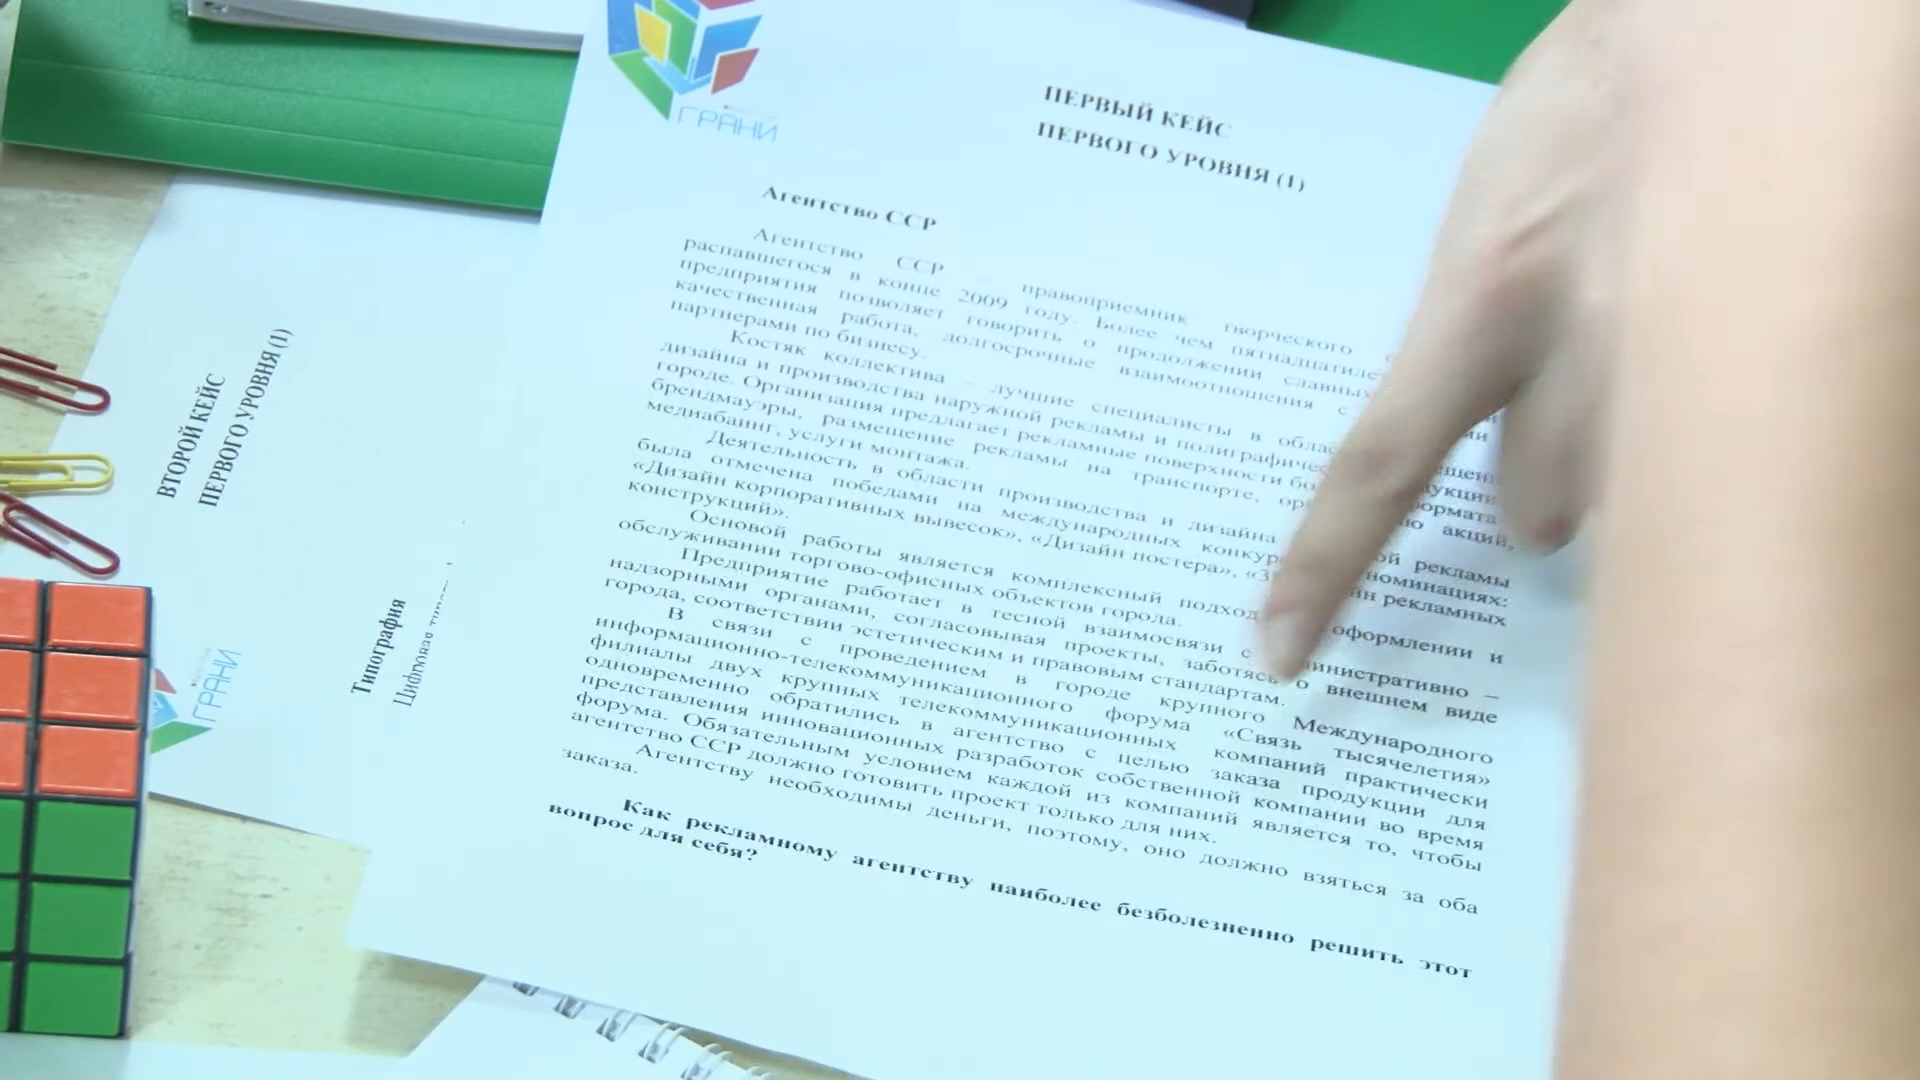 ГРАНИ
ПЕРВЫЙ КЕЙС
ПЕРВОГО УРОВНЯ (1)
Агентство ССР
Агентство ССР правоприемник творческого
распавшегося в конце 2009 году. Более чем
предприятия позволяет говорить о продолжении славных
качественная работа, долгосрочные взаимоотношения с
партнерами по бизнесу.
Костяк коллектива – лучшие специалисты в
дизайна и производства наружной рекламы и
городе. Организация предлагает рекламные поверхности
брендмауэры, размещение рекламы на транспорте, акций,
медиабаинг, услуги монтажа.
Деятельность в области производства и дизайна рекламы
была отмечена победами на международных номинациях:
«Дизайн корпоративных вывесок», «Дизайн постера», рекламных
конструкций».
Основой работы является комплексный оформлении и
обслуживании торгово-офисных объектов города.
Предприятие работает в тесной взаимосвязи с –
надзорными органами, согласовывая проекты, заботясь о внешнем виде
города, соответствии эстетическим и правовым стандартам.
В связи с проведением в городе крупного Международного
информационно-телекоммуникационного форума «Связь тысячелетия»
филиалы двух крупных телекоммуникационных компаний практически
одновременно обратились в агентство с целью заказа продукции для
представления инновационных разработок собственной компании во время
форума. Обязательным условием каждой из компаний является то, чтобы
агентство ССР должно готовить проект только для них.
Агентству необходимы деньги, поэтому, оно должно взяться за оба
заказа.
Как рекламному агентству наиболее безболезненно решить этот
вопрос для себя?
ВТОРОЙ КЕЙС
ПЕРВОГО УРОВНЯ (1)
Типография
Цифровая
ГРАНИ